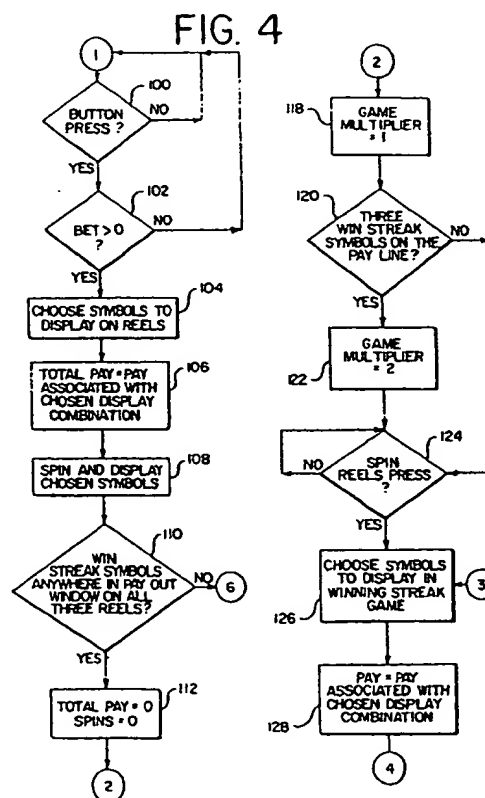 FIG. 4
1
100
BUTTON
PRESS ?
NO
YES
102
BET > 0
?
NO
YES
104
CHOOSE SYMBOLS TO
DISPLAY ON REELS
106
TOTAL PAY = PAY
ASSOCIATED WITH
CHOSEN DISPLAY
COMBINATION
108
SPIN AND DISPLAY
CHOSEN SYMBOLS
110
WIN
STREAK SYMBOLS
ANYWHERE IN PAY OUT
WINDOW ON ALL
THREE REELS?
NO
6
YES
112
TOTAL PAY = 0
SPINS = 0
2
2
118
GAME
MULTIPLIER
= 1
120
THREE
WIN STREAK
SYMBOLS ON THE
PAY LINE?
NO
YES
GAME
MULTIPLIER
= 2
122
124
SPIN
REELS PRESS
?
NO
YES
CHOOSE SYMBOLS
TO DISPLAY IN
WINNING STREAK
GAME
3
126
PAY = PAY
ASSOCIATED WITH
CHOSEN DISPLAY
COMBINATION
128
4